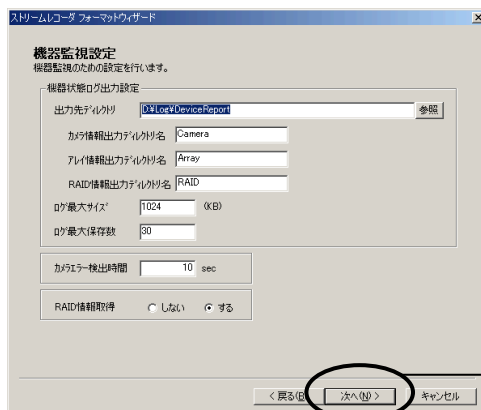 ストリームレコーダ フォーマットウィザード
機器監視設定
機器監視のための設定を行います。
機器状態ログ出力設定
出力先ディレクトリ D:¥Log¥DeviceReport 参照
カメラ情報出力ディレクトリ名 Camera
アレイ情報出力ディレクトリ名 Array
RAID情報出力ディレクトリ名 RAID
ログ最大サイズ 1024 (KB)
ログ最大保存数 30
カメラエラー検出時間 10 sec
RAID情報取得 しない する
< 戻る(B) 次へ(N) > キャンセル